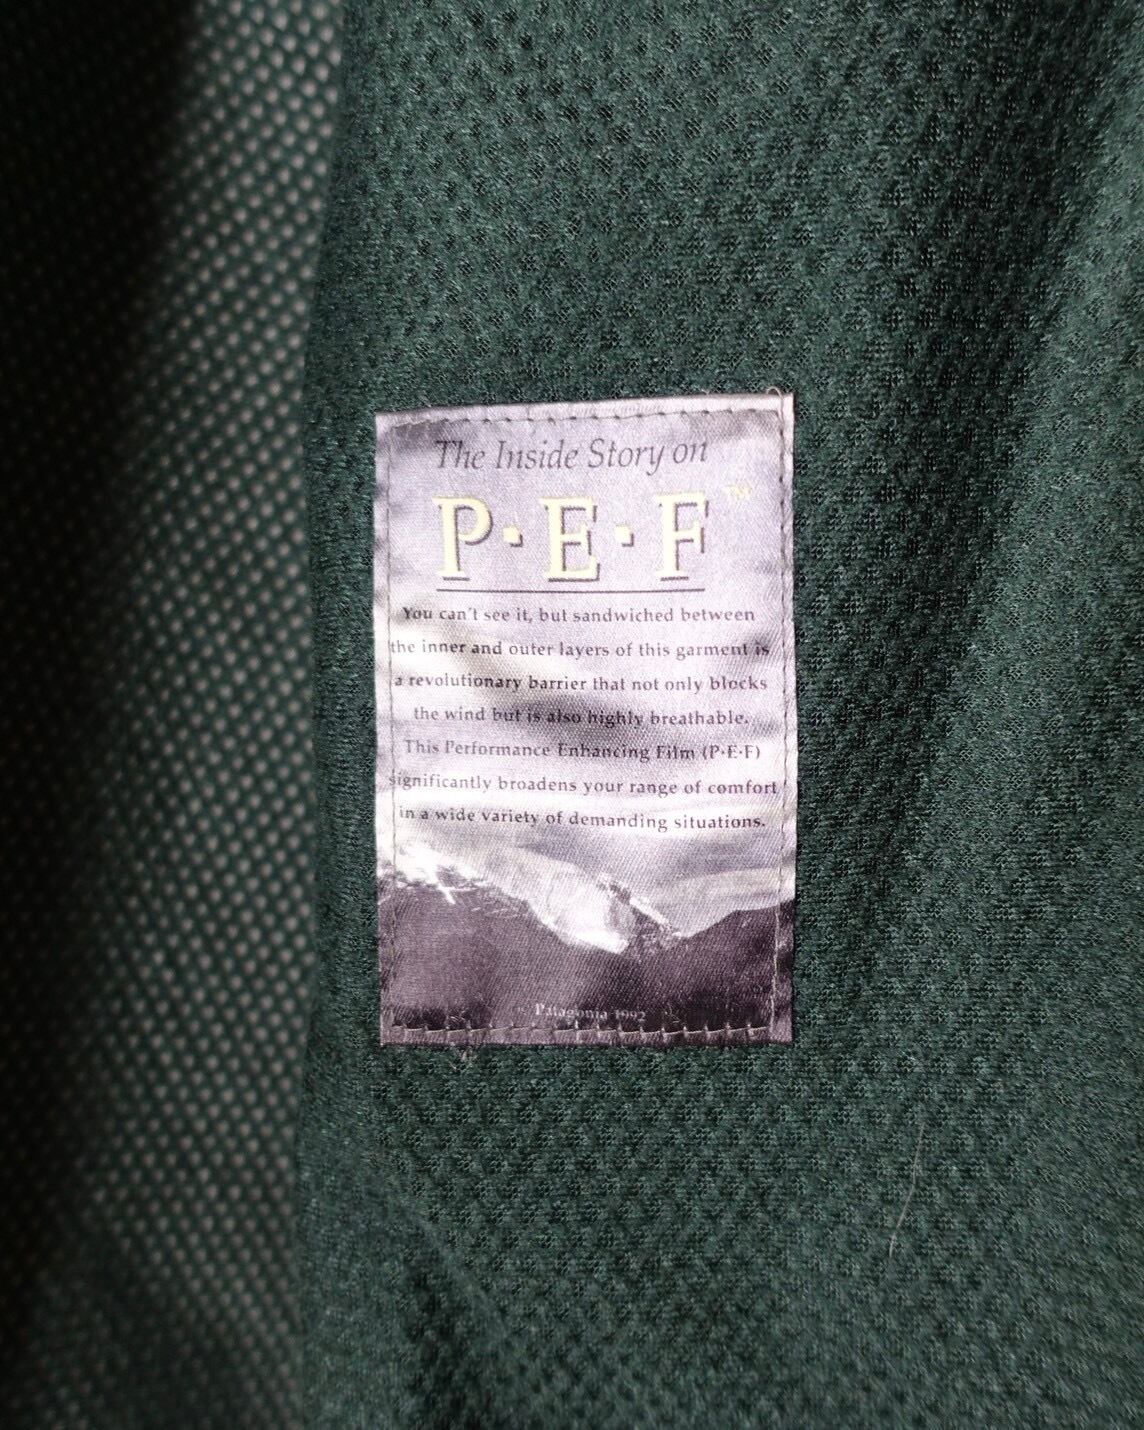 The Inside Story on
P·E·F™
You can't see it, but sandwiched between
the inner and outer layers of this garment is
a revolutionary barrier that not only blocks
the wind but is also highly breathable.
This Performance Enhancing Film (P·E·F)
significantly broadens your range of comfort
in a wide variety of demanding situations.
© Patagonia 1992